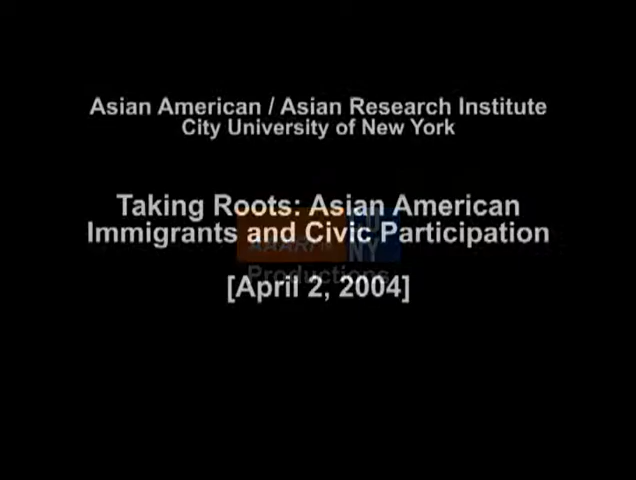 Asian American / Asian Research Institute
City University of New York
Taking Roots: Asian American
Immigrants and Civic Participation
Productions
[April 2, 2004]